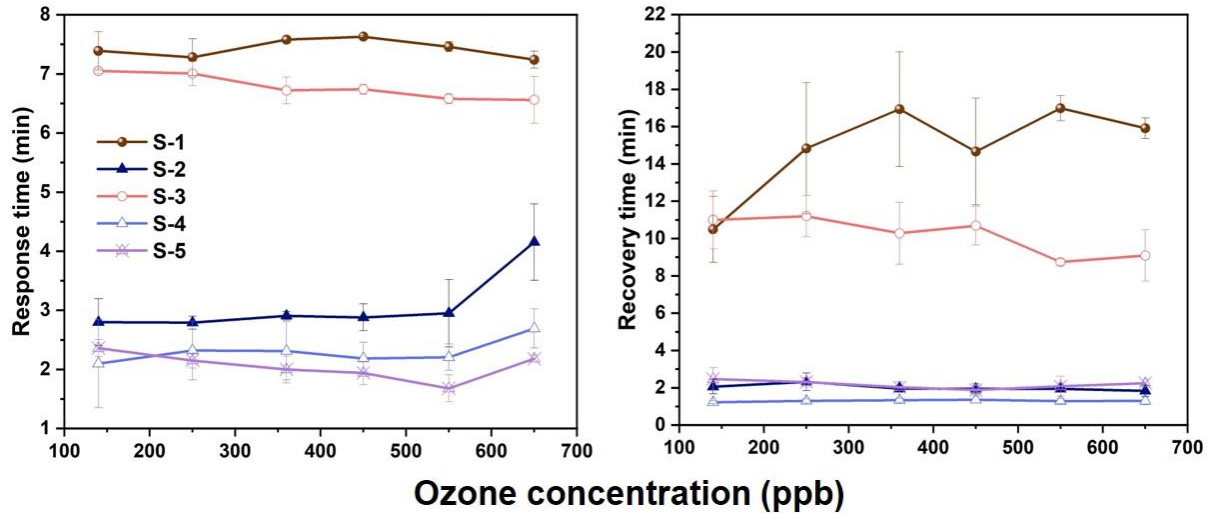 Response time (min)
8
7
6
5
4
3
2
1
S-1
S-2
S-3
S-4
S-5
100 200 300 400 500 600 700
Recovery time (min)
22
20
18
16
14
12
10
8
6
4
2
0
100 200 300 400 500 600 700
Ozone concentration (ppb)